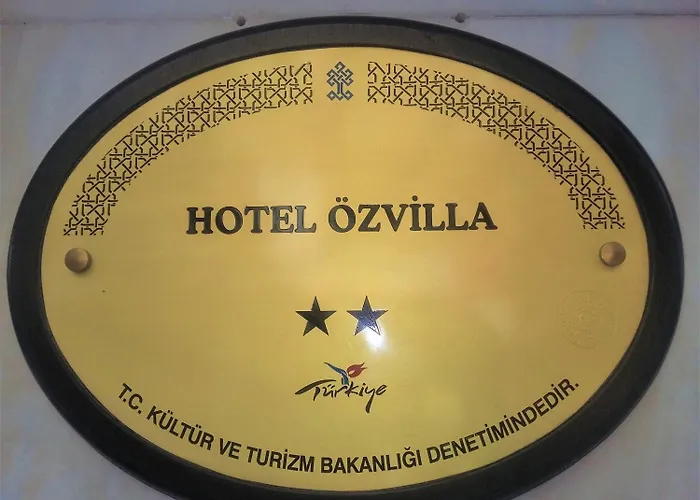 HOTEL ÖZVİLLA
Türkiye
T.C. KÜLTÜR VE TURİZM BAKANLIĞI DENETİMİNDEDİR.